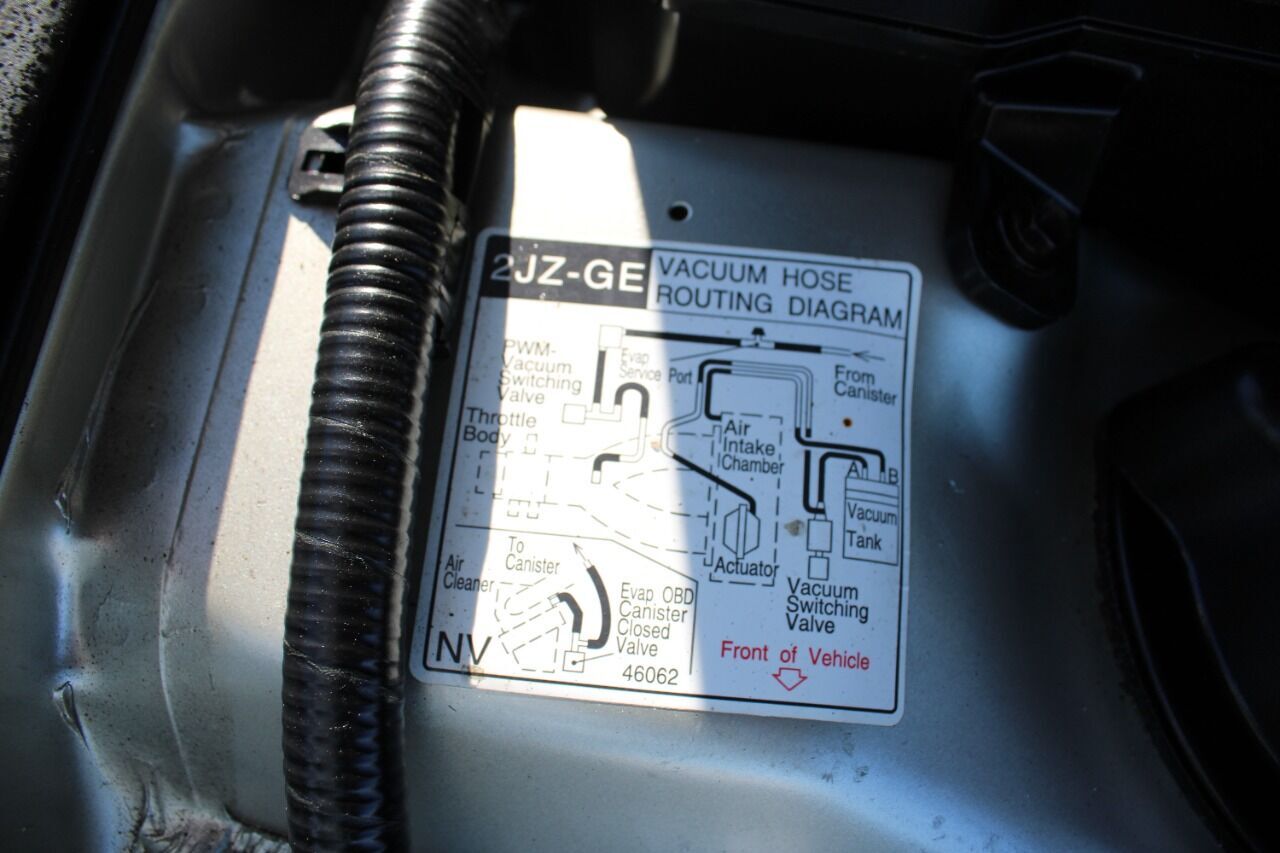 2JZ-GE
VACUUM HOSE
ROUTING DIAGRAM
PWM-
Vacuum
Switching
Valve
Evap
Service Port
From
Canister
Throttle
Body
Air
Intake
Chamber
A B
Vacuum
Tank
Actuator
Vacuum
Switching
Valve
To
Canister
Air
Cleaner
Evap OBD
Canister
Closed
Valve
NV
46062
Front of Vehicle